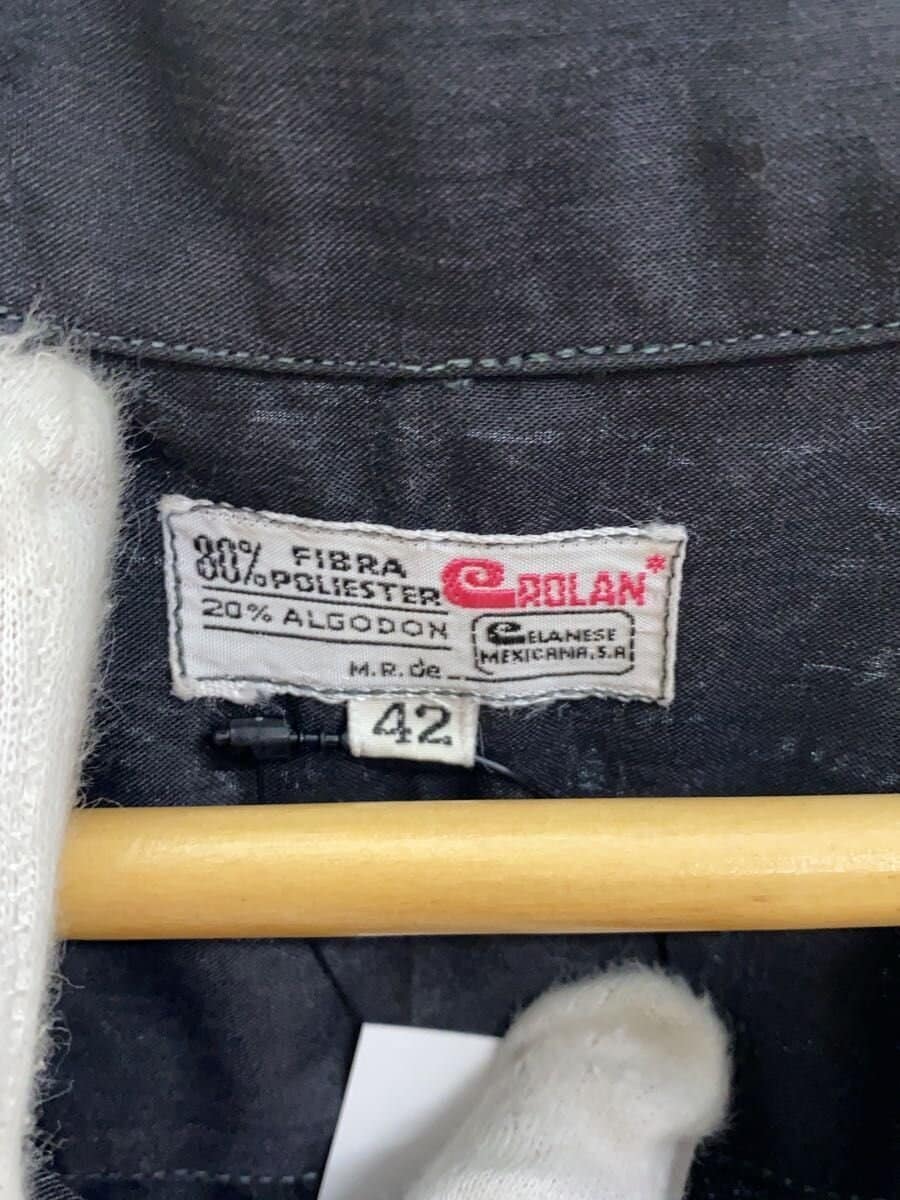 80% FIBRA
POLIESTER
20% ALGODON
M.R. de
CROLAN*
CELANESE
MEXICANA, S.A
42